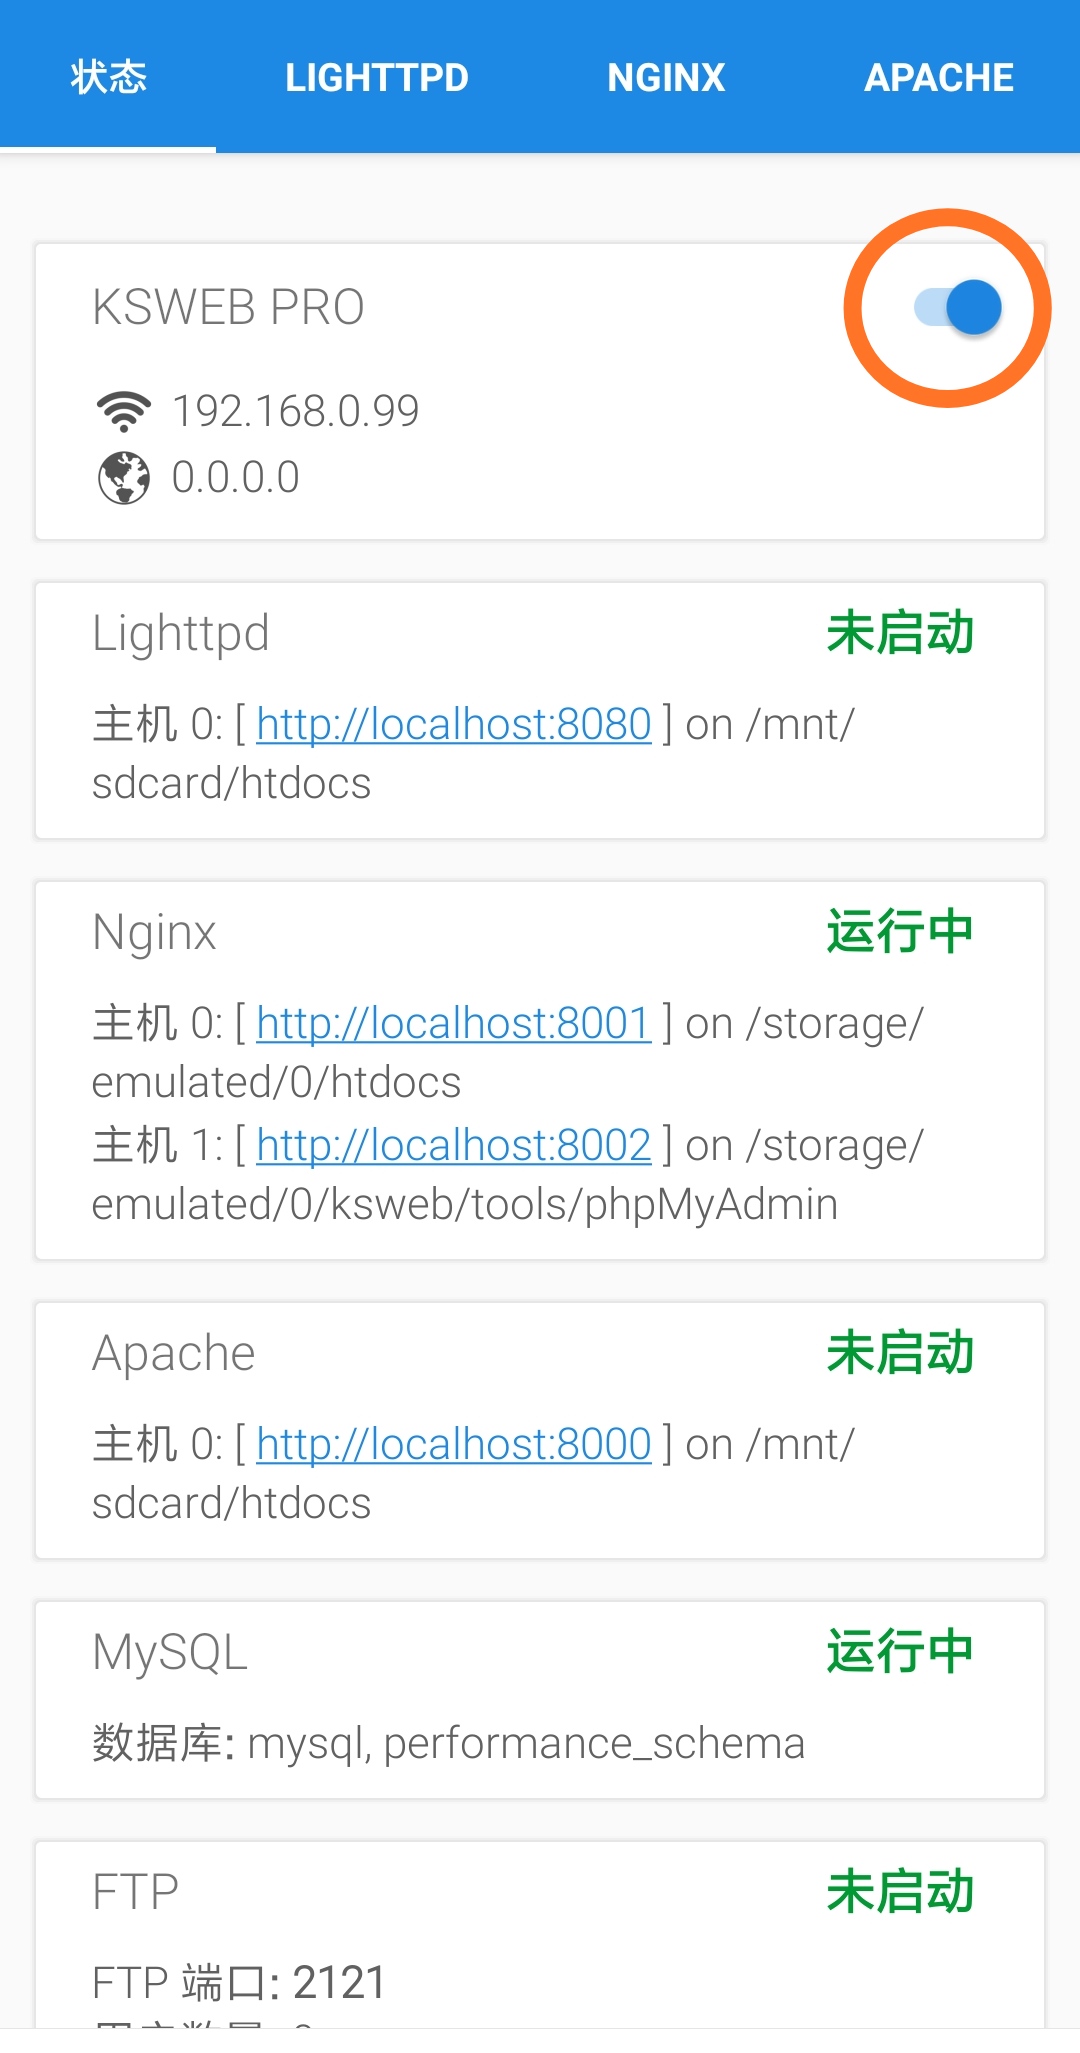 状态 LIGHTTPD NGINX APACHE
KSWEB PRO
192.168.0.99
0.0.0.0
Lighttpd 未启动
主机 0: [ http://localhost:8080 ] on /mnt/
sdcard/htdocs
Nginx 运行中
主机 0: [ http://localhost:8001 ] on /storage/
emulated/0/htdocs
主机 1: [ http://localhost:8002 ] on /storage/
emulated/0/ksweb/tools/phpMyAdmin
Apache 未启动
主机 0: [ http://localhost:8000 ] on /mnt/
sdcard/htdocs
MySQL 运行中
数据库: mysql, performance_schema
FTP 未启动
FTP 端口: 2121